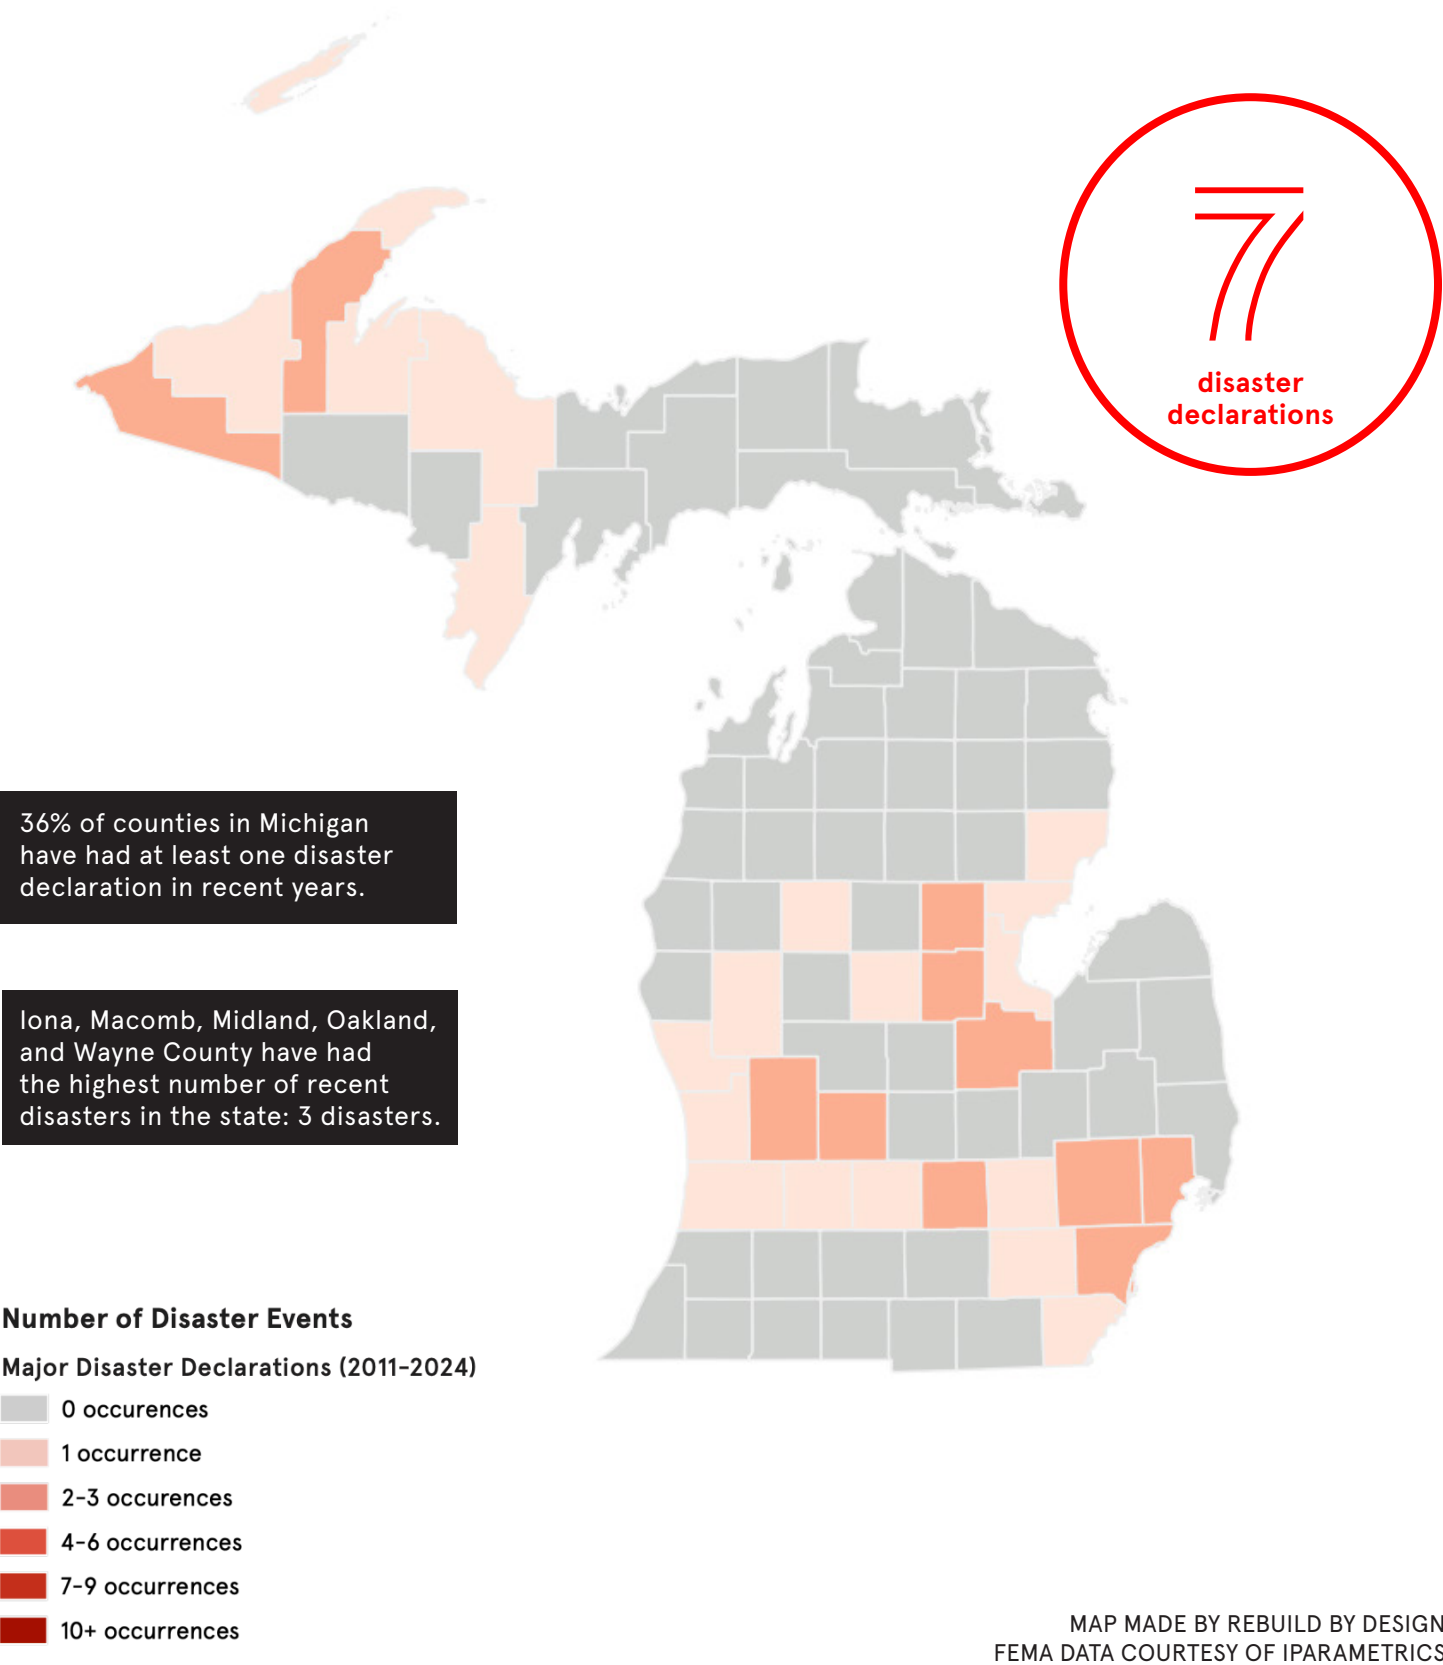 7
disaster
declarations
36% of counties in Michigan
have had at least one disaster
declaration in recent years.
Iona, Macomb, Midland, Oakland,
and Wayne County have had
the highest number of recent
disasters in the state: 3 disasters.
Number of Disaster Events
Major Disaster Declarations (2011-2024)
0 occurences
1 occurrence
2-3 occurences
4-6 occurrences
7-9 occurrences
10+ occurrences
MAP MADE BY REBUILD BY DESIGN
FEMA DATA COURTESY OF IPARAMETRICS